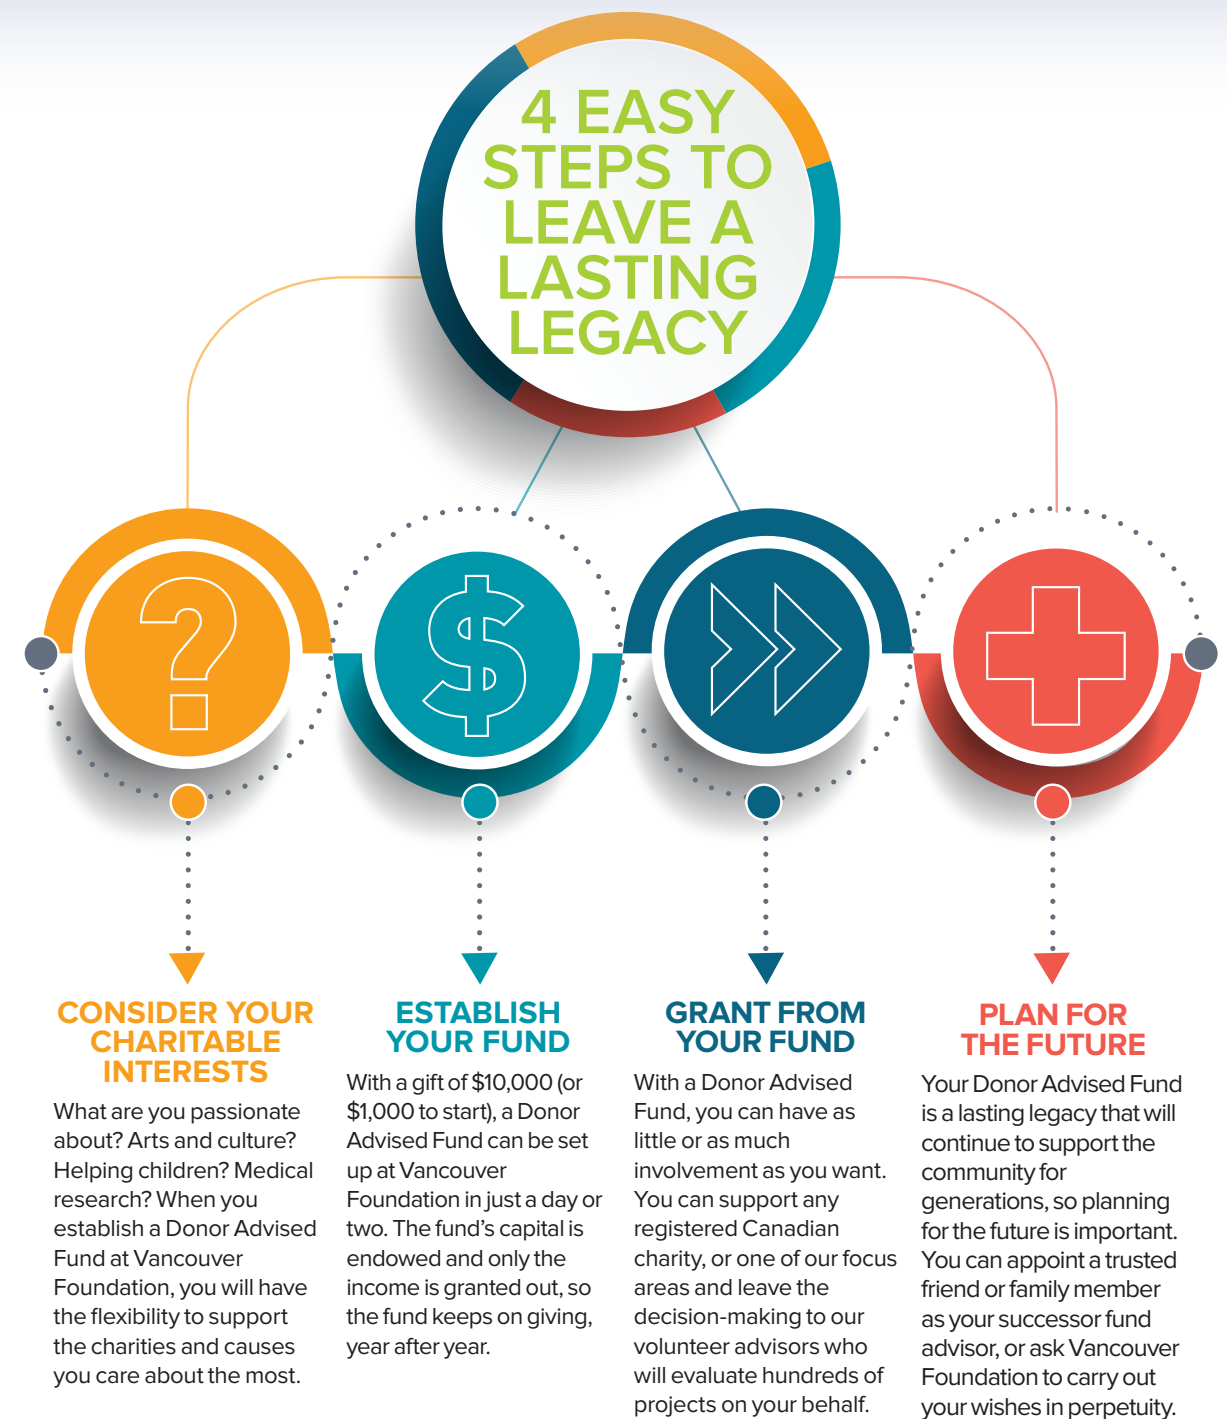 4 EASY
STEPS TO
LEAVE A
LASTING
LEGACY
CONSIDER YOUR
CHARITABLE
INTERESTS
What are you passionate
about? Arts and culture?
Helping children? Medical
research? When you
establish a Donor Advised
Fund at Vancouver
Foundation, you will have
the flexibility to support
the charities and causes
you care about the most.
ESTABLISH
YOUR FUND
With a gift of $10,000 (or
$1,000 to start), a Donor
Advised Fund can be set
up at Vancouver
Foundation in just a day or
two. The fund’s capital is
endowed and only the
income is granted out, so
the fund keeps on giving,
year after year.
GRANT FROM
YOUR FUND
With a Donor Advised
Fund, you can have as
little or as much
involvement as you want.
You can support any
registered Canadian
charity, or one of our focus
areas and leave the
decision-making to our
volunteer advisors who
will evaluate hundreds of
projects on your behalf.
PLAN FOR
THE FUTURE
Your Donor Advised Fund
is a lasting legacy that will
continue to support the
community for
generations, so planning
for the future is important.
You can appoint a trusted
friend or family member
as your successor fund
advisor, or ask Vancouver
Foundation to carry out
your wishes in perpetuity.